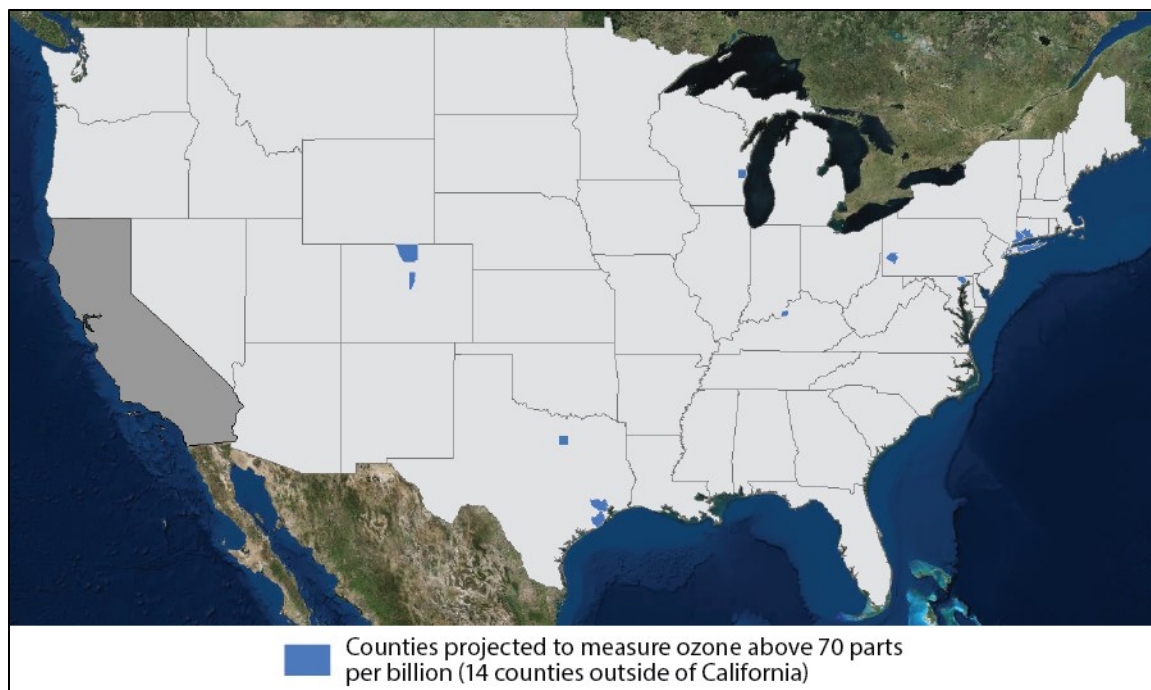 Counties projected to measure ozone above 70 parts
per billion (14 counties outside of California)